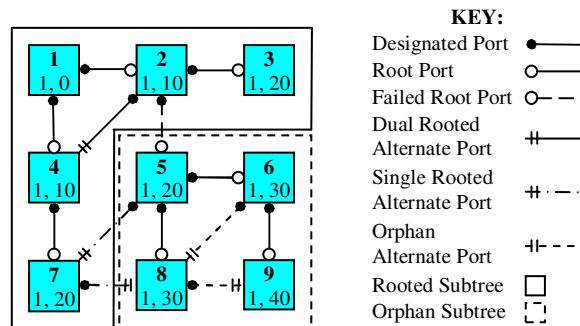 1
1, 0
2
1, 10
3
1, 20
4
1, 10
5
1, 20
6
1, 30
7
1, 20
8
1, 30
9
1, 40
KEY:
Designated Port
Root Port
Failed Root Port
Dual Rooted
Alternate Port
Single Rooted
Alternate Port
Orphan
Alternate Port
Rooted Subtree
Orphan Subtree